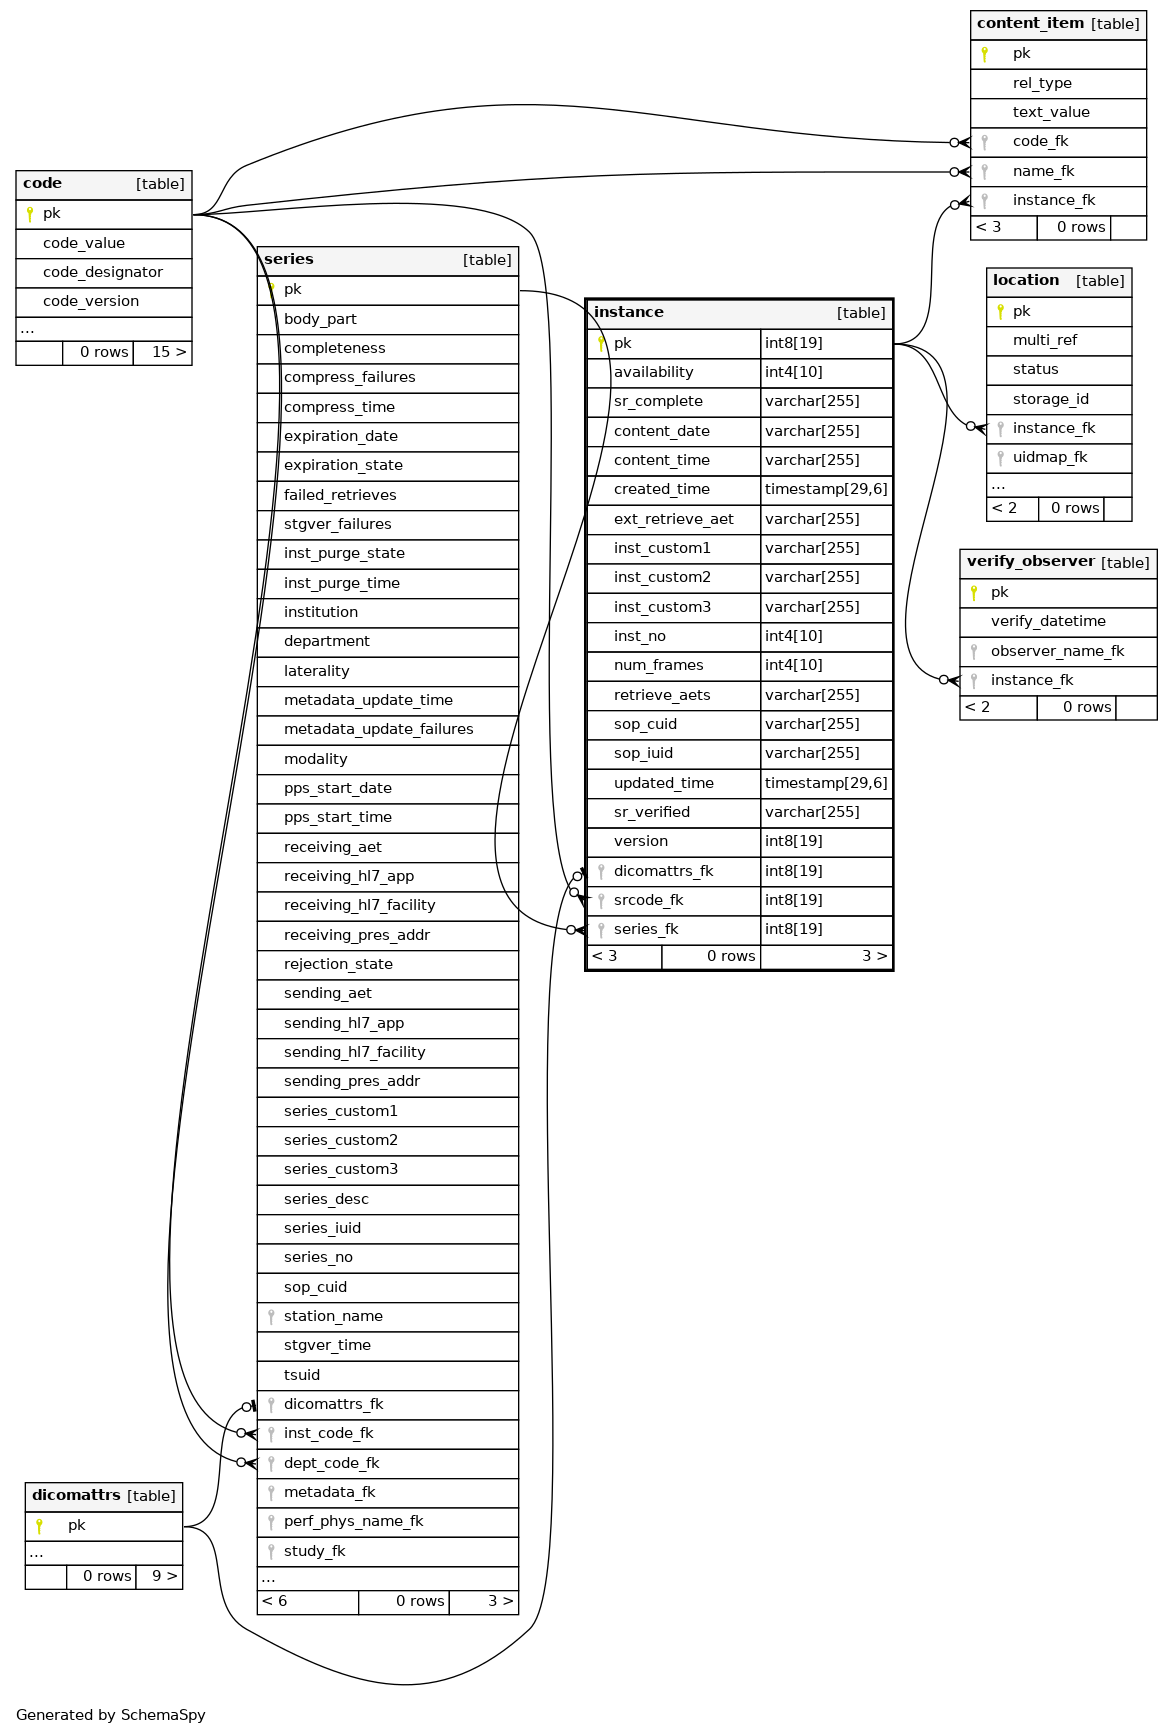 content_item [table]
pk
rel_type
text_value
code_fk
name_fk
instance_fk
< 3 0 rows
code [table]
pk
code_value
code_designator
code_version
...
0 rows 15 >
series [table]
pk
body_part
completeness
compress_failures
compress_time
expiration_date
expiration_state
failed_retrieves
stgver_failures
inst_purge_state
inst_purge_time
institution
department
laterality
metadata_update_time
metadata_update_failures
modality
pps_start_date
pps_start_time
receiving_aet
receiving_hl7_app
receiving_hl7_facility
receiving_pres_addr
rejection_state
sending_aet
sending_hl7_app
sending_hl7_facility
sending_pres_addr
series_custom1
series_custom2
series_custom3
series_desc
series_iuid
series_no
sop_cuid
station_name
stgver_time
tsuid
dicomattrs_fk
inst_code_fk
dept_code_fk
metadata_fk
perf_phys_name_fk
study_fk
...
< 6 0 rows 3 >
instance [table]
pk int8[19]
availability int4[10]
sr_complete varchar[255]
content_date varchar[255]
content_time varchar[255]
created_time timestamp[29,6]
ext_retrieve_aet varchar[255]
inst_custom1 varchar[255]
inst_custom2 varchar[255]
inst_custom3 varchar[255]
inst_no int4[10]
num_frames int4[10]
retrieve_aets varchar[255]
sop_cuid varchar[255]
sop_iuid varchar[255]
updated_time timestamp[29,6]
sr_verified varchar[255]
version int8[19]
dicomattrs_fk int8[19]
srcode_fk int8[19]
series_fk int8[19]
< 3 0 rows 3 >
location [table]
pk
multi_ref
status
storage_id
instance_fk
uidmap_fk
...
< 2 0 rows
verify_observer [table]
pk
verify_datetime
observer_name_fk
instance_fk
< 2 0 rows
dicomattrs [table]
pk
...
0 rows 9 >
Generated by SchemaSpy